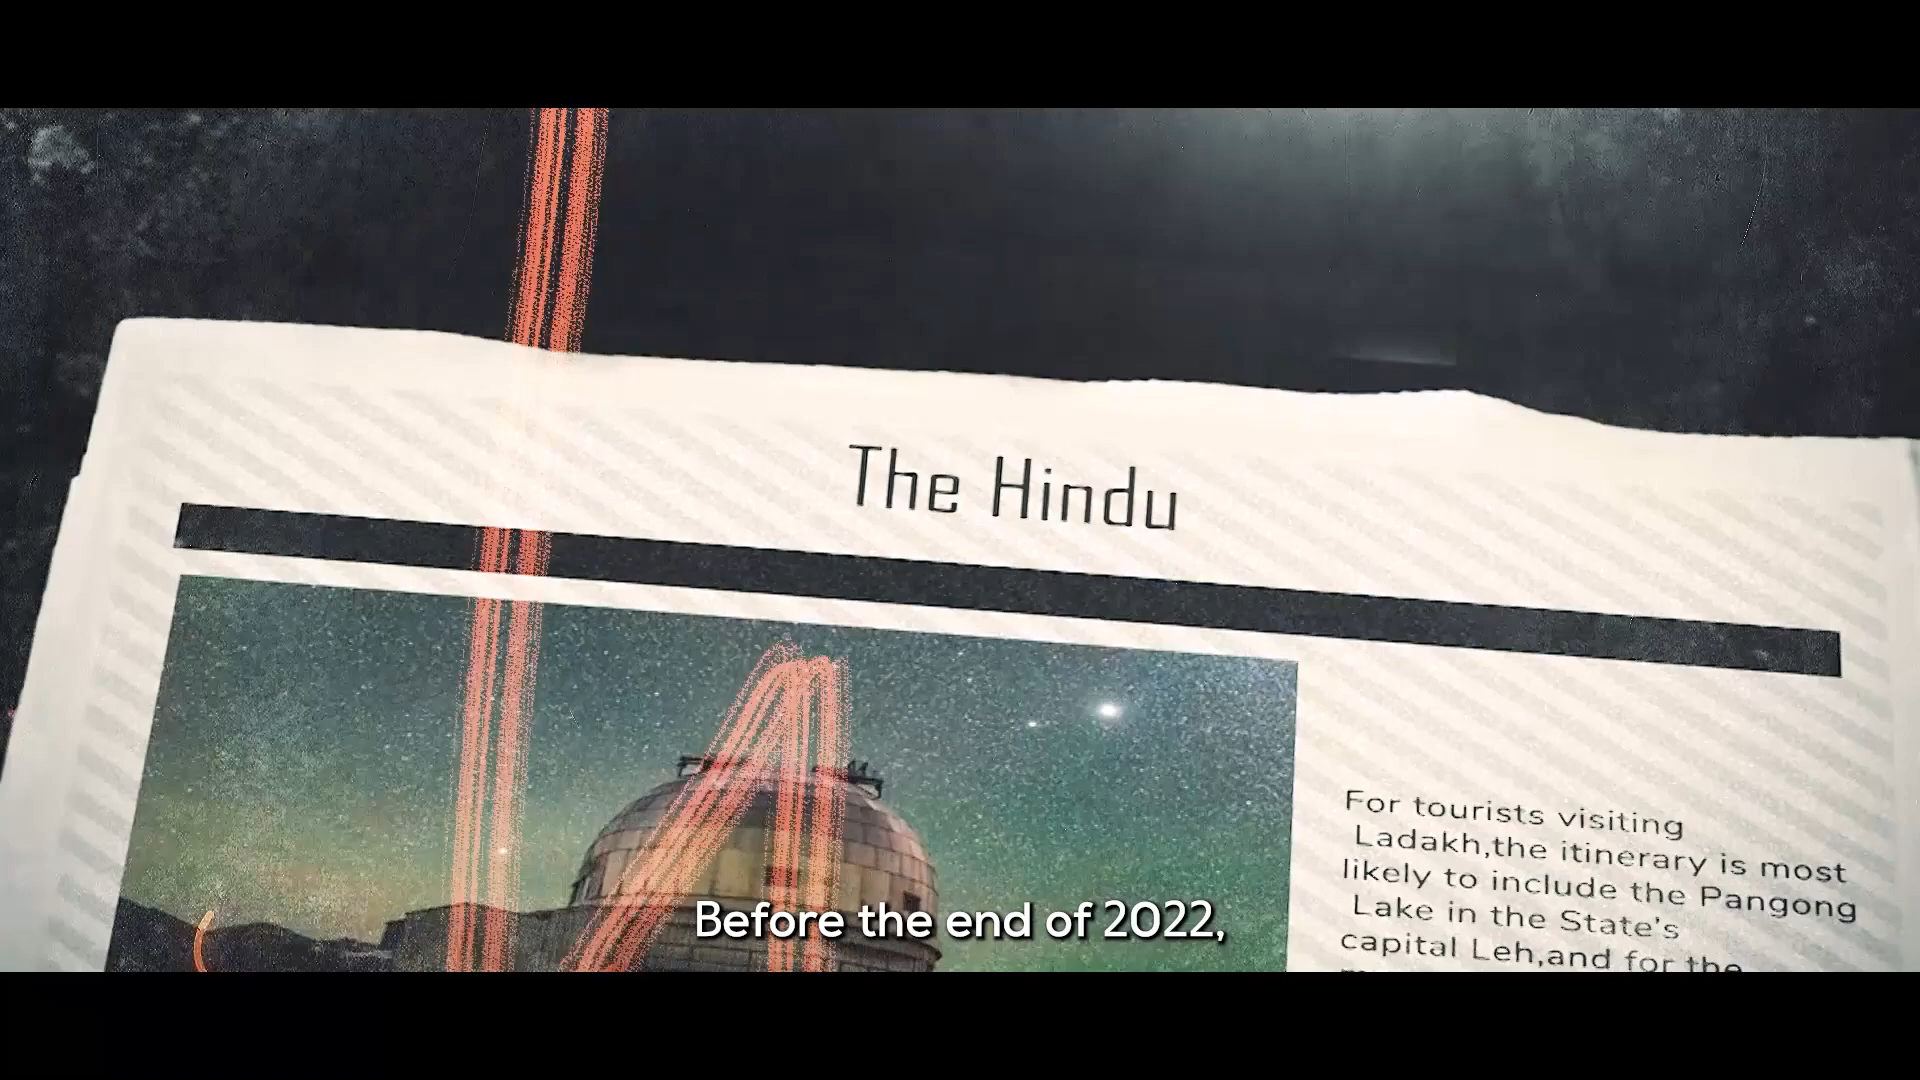 The Hindu
For tourists visiting
Ladakh,the itinerary is most
likely to include the Pangong
Lake in the State's
capital Leh,and for the
Before the end of 2022,